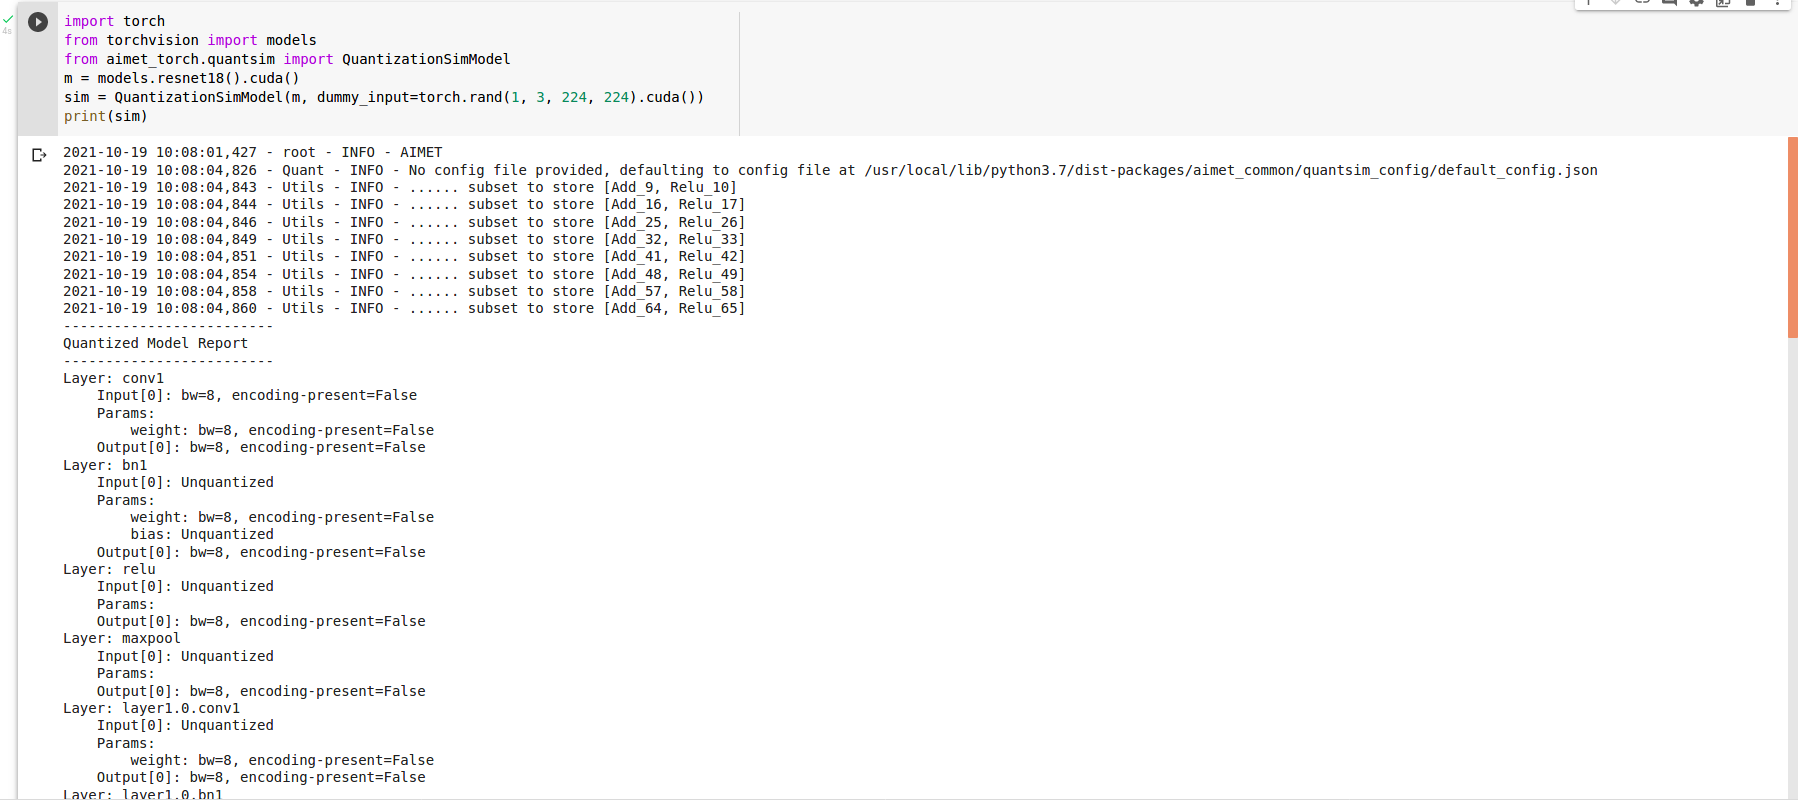 4s
import torch
from torchvision import models
from aimet_torch.quantsim import QuantizationSimModel
m = models.resnet18().cuda()
sim = QuantizationSimModel(m, dummy_input=torch.rand(1, 3, 224, 224).cuda())
print(sim)
2021-10-19 10:08:01,427 - root - INFO - AIMET
2021-10-19 10:08:04,826 - Quant - INFO - No config file provided, defaulting to config file at /usr/local/lib/python3.7/dist-packages/aimet_common/quantsim_config/default_config.json
2021-10-19 10:08:04,843 - Utils - INFO - ...... subset to store [Add_9, Relu_10]
2021-10-19 10:08:04,844 - Utils - INFO - ...... subset to store [Add_16, Relu_17]
2021-10-19 10:08:04,846 - Utils - INFO - ...... subset to store [Add_25, Relu_26]
2021-10-19 10:08:04,849 - Utils - INFO - ...... subset to store [Add_32, Relu_33]
2021-10-19 10:08:04,851 - Utils - INFO - ...... subset to store [Add_41, Relu_42]
2021-10-19 10:08:04,854 - Utils - INFO - ...... subset to store [Add_48, Relu_49]
2021-10-19 10:08:04,858 - Utils - INFO - ...... subset to store [Add_57, Relu_58]
2021-10-19 10:08:04,860 - Utils - INFO - ...... subset to store [Add_64, Relu_65]
-------------------------
Quantized Model Report
-------------------------
Layer: conv1
    Input[0]: bw=8, encoding-present=False
    Params:
        weight: bw=8, encoding-present=False
    Output[0]: bw=8, encoding-present=False
Layer: bn1
    Input[0]: Unquantized
    Params:
        weight: bw=8, encoding-present=False
        bias: Unquantized
    Output[0]: bw=8, encoding-present=False
Layer: relu
    Input[0]: Unquantized
    Params:
    Output[0]: bw=8, encoding-present=False
Layer: maxpool
    Input[0]: Unquantized
    Params:
    Output[0]: bw=8, encoding-present=False
Layer: layer1.0.conv1
    Input[0]: Unquantized
    Params:
        weight: bw=8, encoding-present=False
    Output[0]: bw=8, encoding-present=False
Layer: layer1.0.bn1